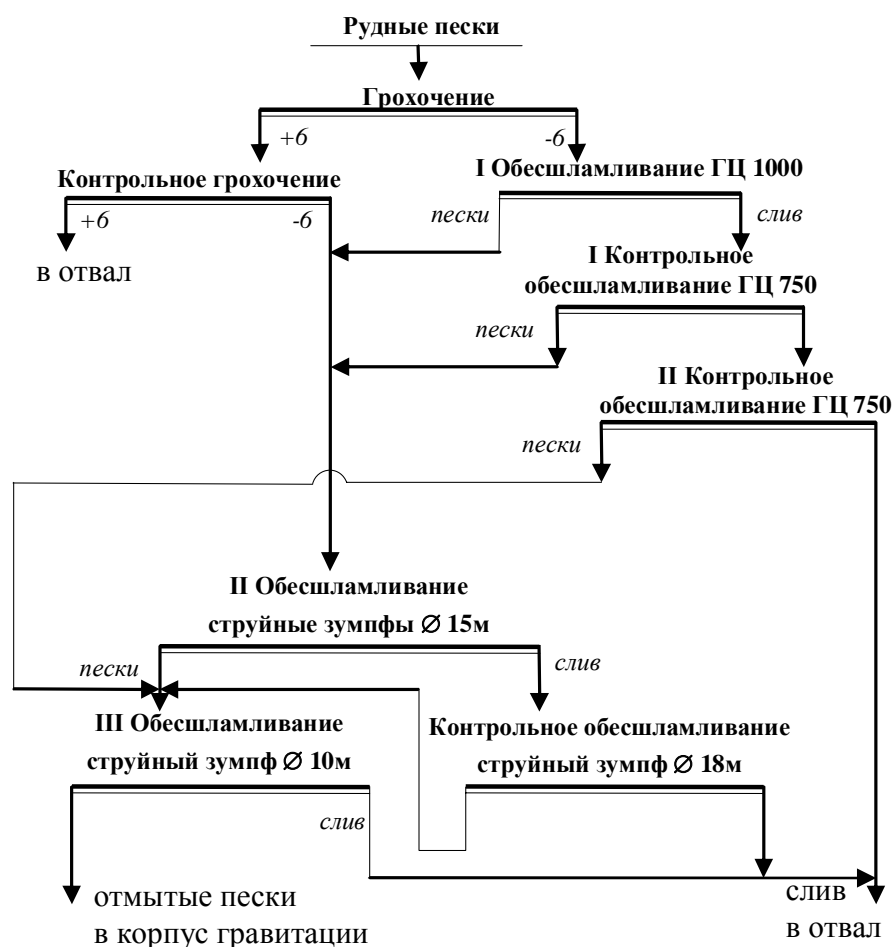 Рудные пески
Грохочение
+6
-6
Контрольное грохочение
I Обесшламливание ГЦ 1000
+6
-6
пески
слив
в отвал
I Контрольное
обесшламливание ГЦ 750
пески
II Контрольное
обесшламливание ГЦ 750
пески
II Обесшламливание
струйные зумпфы ∅ 15м
пески
слив
III Обесшламливание
струйный зумпф ∅ 10м
Контрольное обесшламливание
струйный зумпф ∅ 18м
слив
отмытые пески
в корпус гравитации
слив
в отвал